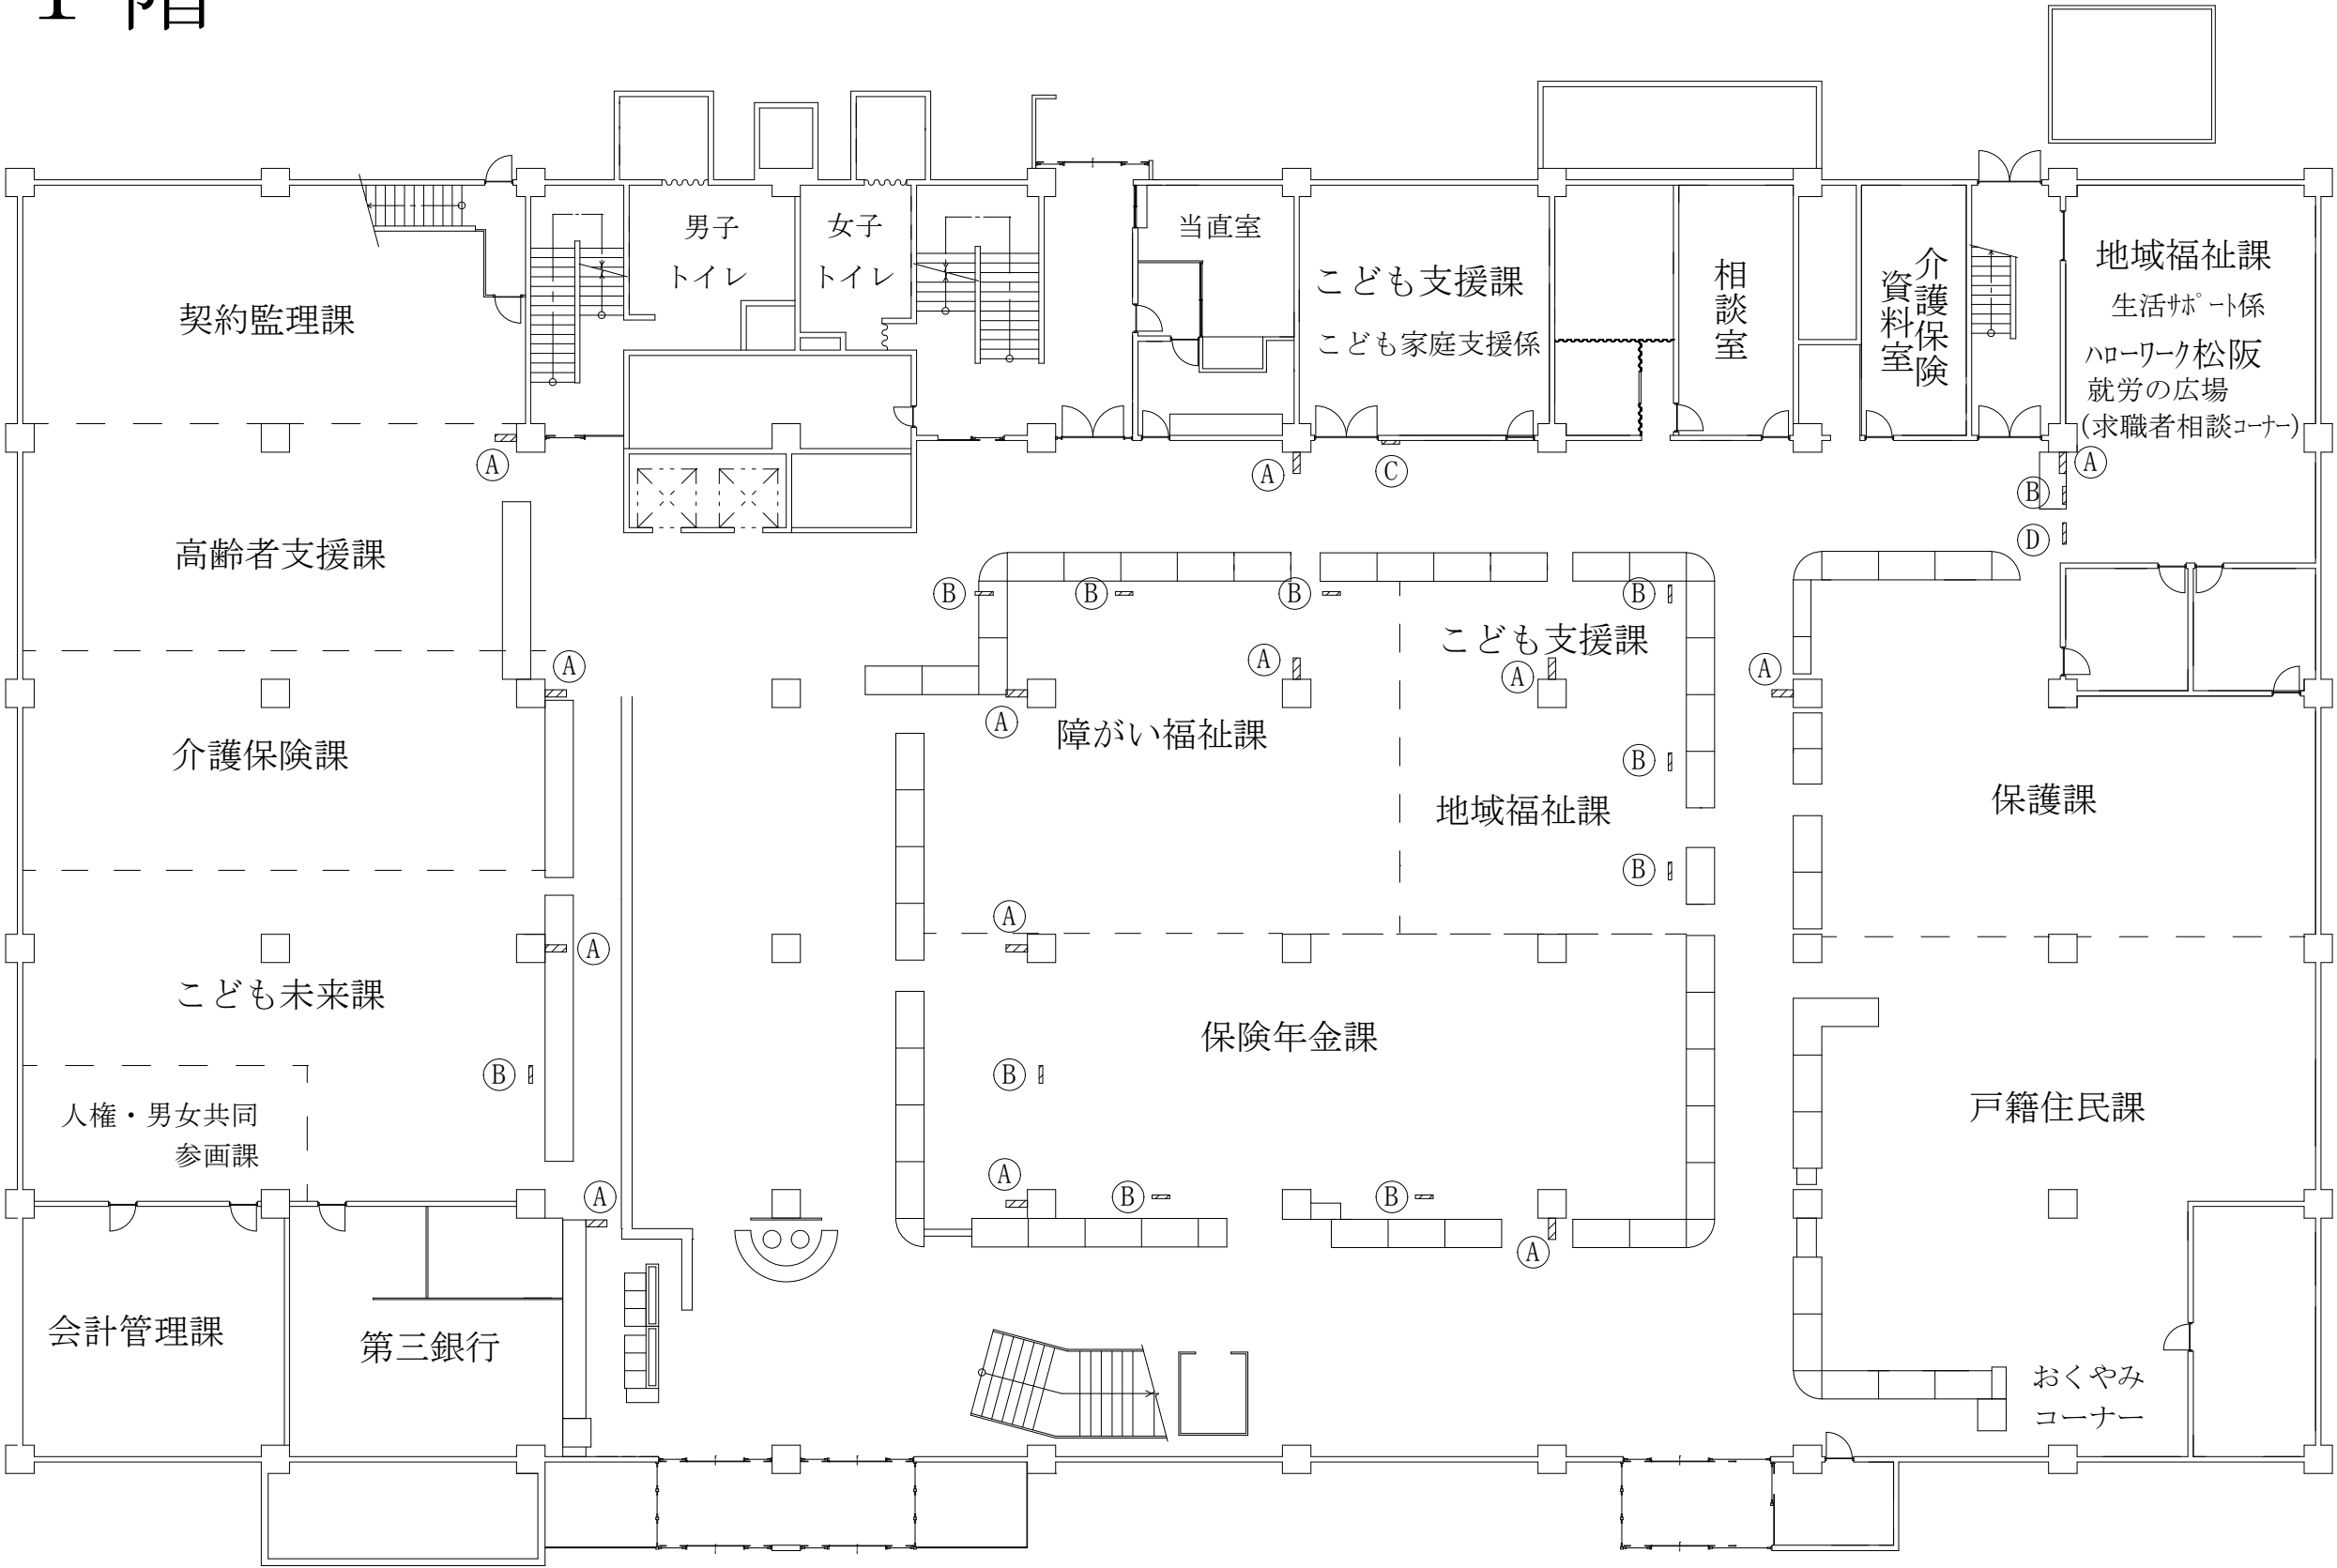 1 階
男子
トイレ
女子
トイレ
当直室
こども支援課
こども家庭支援係
相談室
介護保険
資料室
地域福祉課
生活ｻﾎﾟｰﾄ係
ﾊﾛｰﾜｰｸ松阪
就労の広場
(求職者相談ｺｰﾅｰ)
契約監理課
A
A
C
A
B
D
高齢者支援課
B
B
B
B
こども支援課
A
A
A
A
A
障がい福祉課
介護保険課
B
地域福祉課
保護課
B
A
A
こども未来課
保険年金課
B
B
人権・男女共同
参画課
戸籍住民課
A
A
B
B
A
会計管理課
第三銀行
おくやみ
コーナー